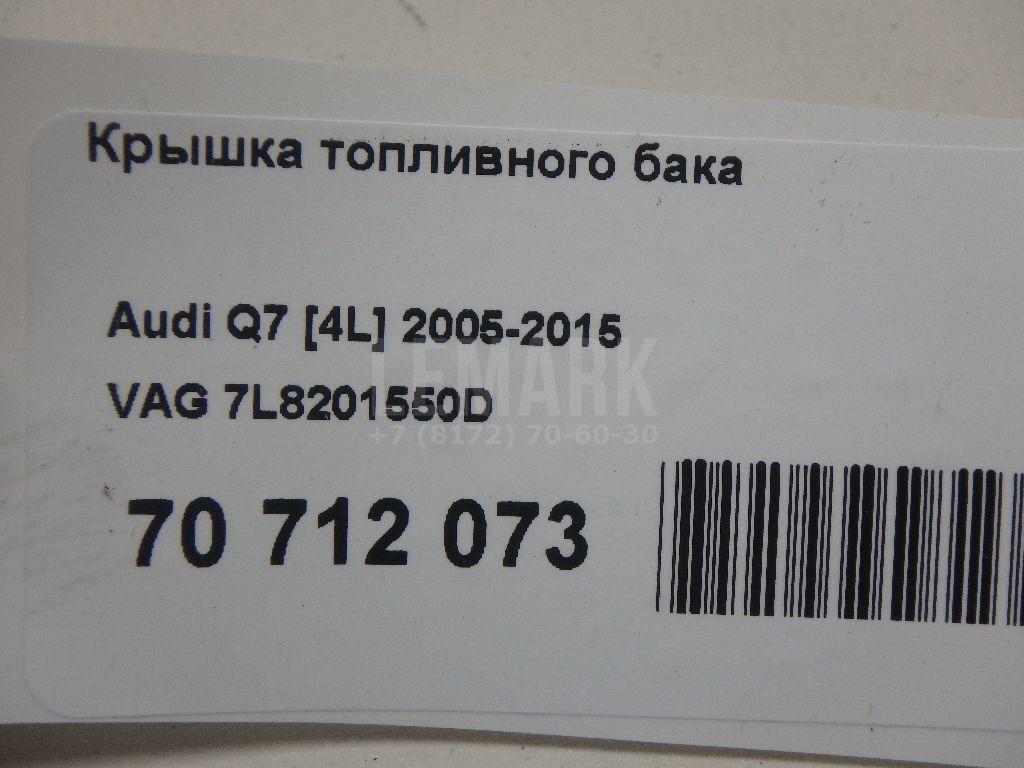 Крышка топливного бака
Audi Q7 [4L] 2005-2015
LEMARK
VAG 7L8201550D
+7 (8172) 70-60-30
70 712 073